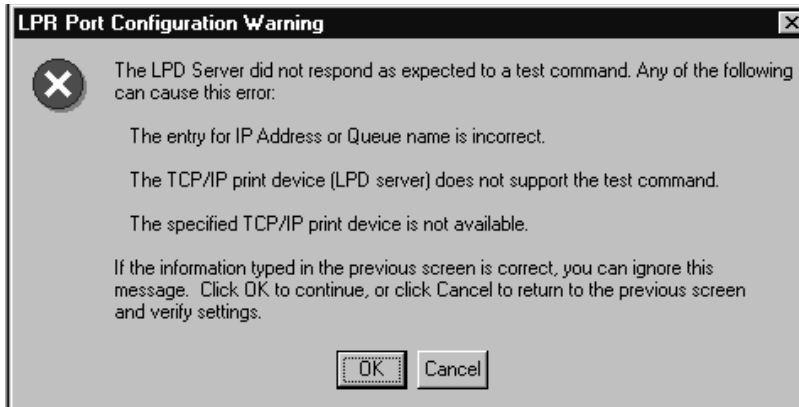 LPR Port Configuration Warning
The LPD Server did not respond as expected to a test command. Any of the following
can cause this error:
The entry for IP Address or Queue name is incorrect.
The TCP/IP print device (LPD server) does not support the test command.
The specified TCP/IP print device is not available.
If the information typed in the previous screen is correct, you can ignore this
message.  Click OK to continue, or click Cancel to return to the previous screen
and verify settings.
OK
Cancel